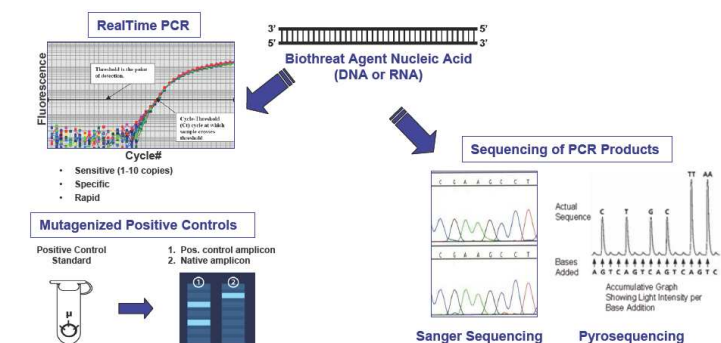 RealTime PCR
3' 5'
5' 3'
Biothreat Agent Nucleic Acid
(DNA or RNA)
Fluorescence
Threshold is the point
of detection.
Cycle-Threshold
(Ct) cycle at which
sample crosses
threshold
Cycle#
• Sensitive (1-10 copies)
• Specific
• Rapid
Mutagenized Positive Controls
Positive Control
Standard
1. Pos. control amplicon
2. Native amplicon
µ
1 2
Sequencing of PCR Products
C G A A G C C T
C G A A G C C T
Sanger Sequencing
Actual
Sequence
C T G C TT AA
Bases
Added
A G T C A G T C A G T C A G T C
Accumulative Graph
Showing Light Intensity per
Base Addition
Pyrosequencing